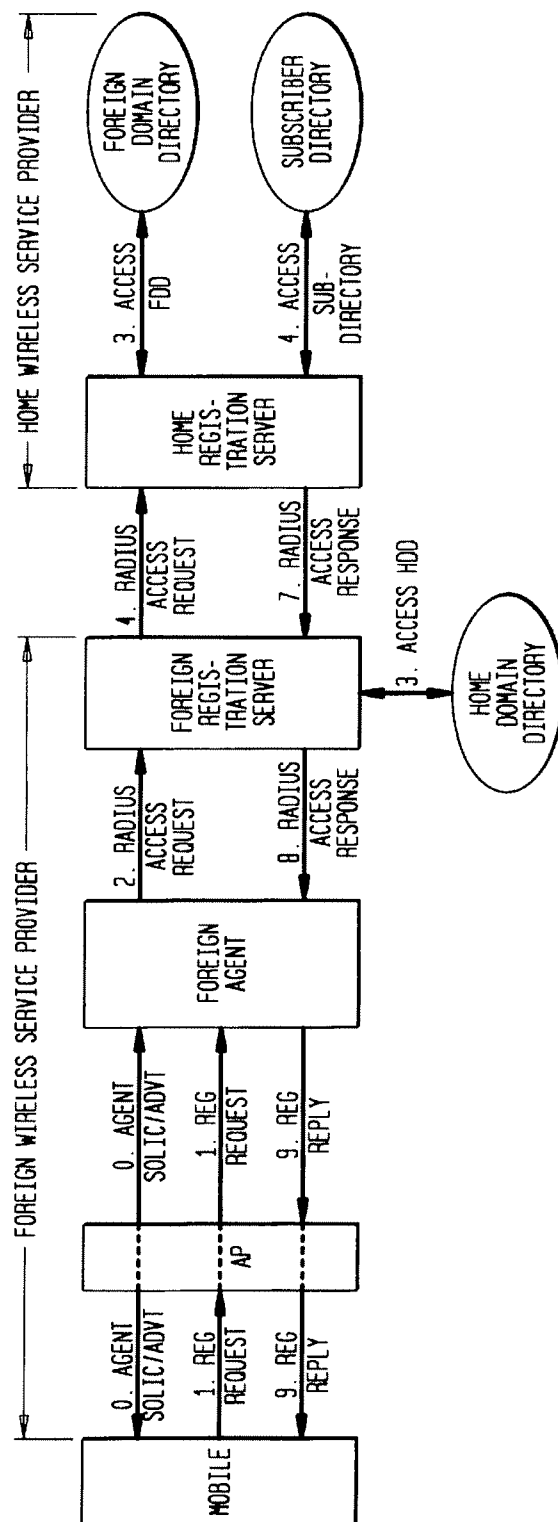 FOREIGN WIRELESS SERVICE PROVIDER
HOME WIRELESS SERVICE PROVIDER
MOBILE
0. AGENT
SOLIC/ADVT
1. REG
REQUEST
9. REG
REPLY
AP
0. AGENT
SOLIC/ADVT
1. REG
REQUEST
9. REG
REPLY
FOREIGN
AGENT
2. RADIUS
ACCESS
REQUEST
8. RADIUS
ACCESS
RESPONSE
FOREIGN
REGIS-
TRATION
SERVER
3. ACCESS HDD
HOME
DOMAIN
DIRECTORY
4. RADIUS
ACCESS
REQUEST
7. RADIUS
ACCESS
RESPONSE
HOME
REGIS-
TRATION
SERVER
3. ACCESS
FDD
4. ACCESS
SUB-
DIRECTORY
FOREIGN
DOMAIN
DIRECTORY
SUBSCRIBER
DIRECTORY